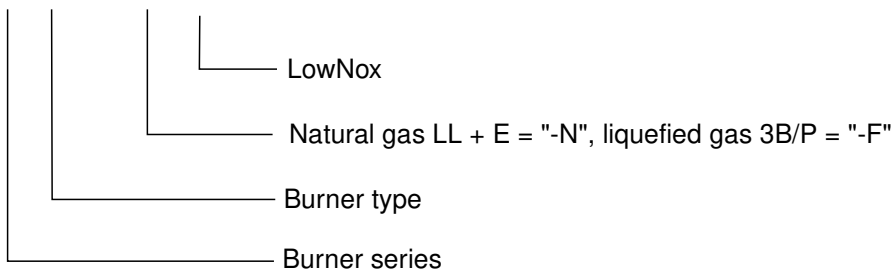 LowNox
Natural gas LL + E = "-N", liquefied gas 3B/P = "-F"
Burner type
Burner series